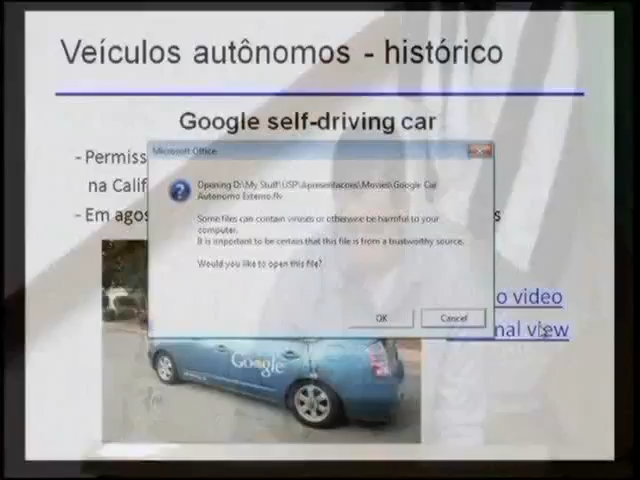 Veículos autônomos - histórico
Google self-driving car
- Permiss
na Calif
- Em agos
s
Microsoft Office
Opening D:\My Stuff\USP\Apresentacoes\Movies\Google Car
Autonomo Externo.flv
Some files can contain viruses or otherwise be harmful to your
computer.
It is important to be certain that this file is from a trustworthy source.
Would you like to open this file?
OK
Cancel
o video
nal view
Google